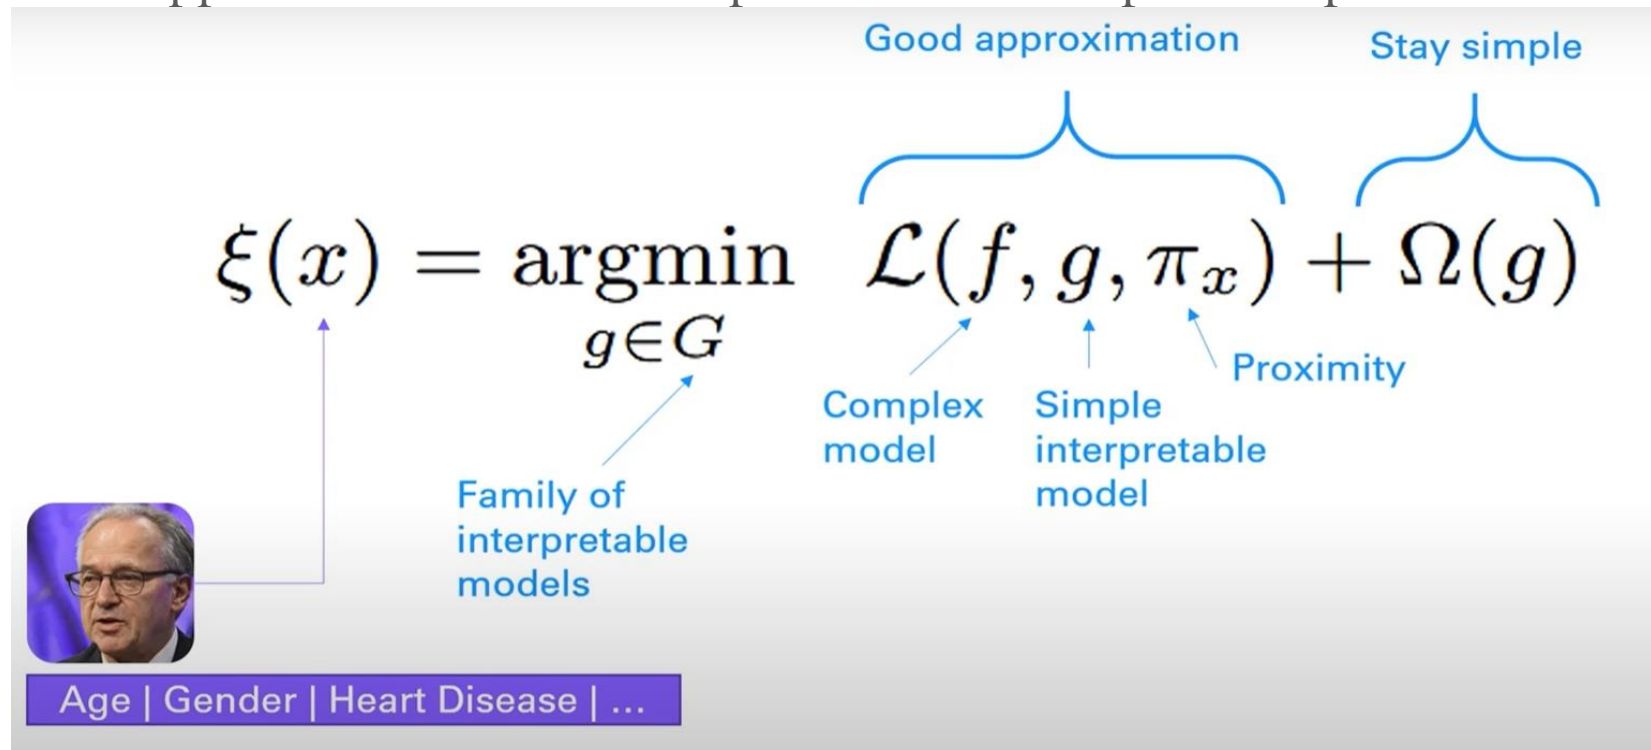 Good approximation
Stay simple
ξ(x) = argmin L(f, g, πx) + Ω(g)
g∈G
Proximity
Complex
model
Simple
interpretable
model
Family of
interpretable
models
Age | Gender | Heart Disease | ...